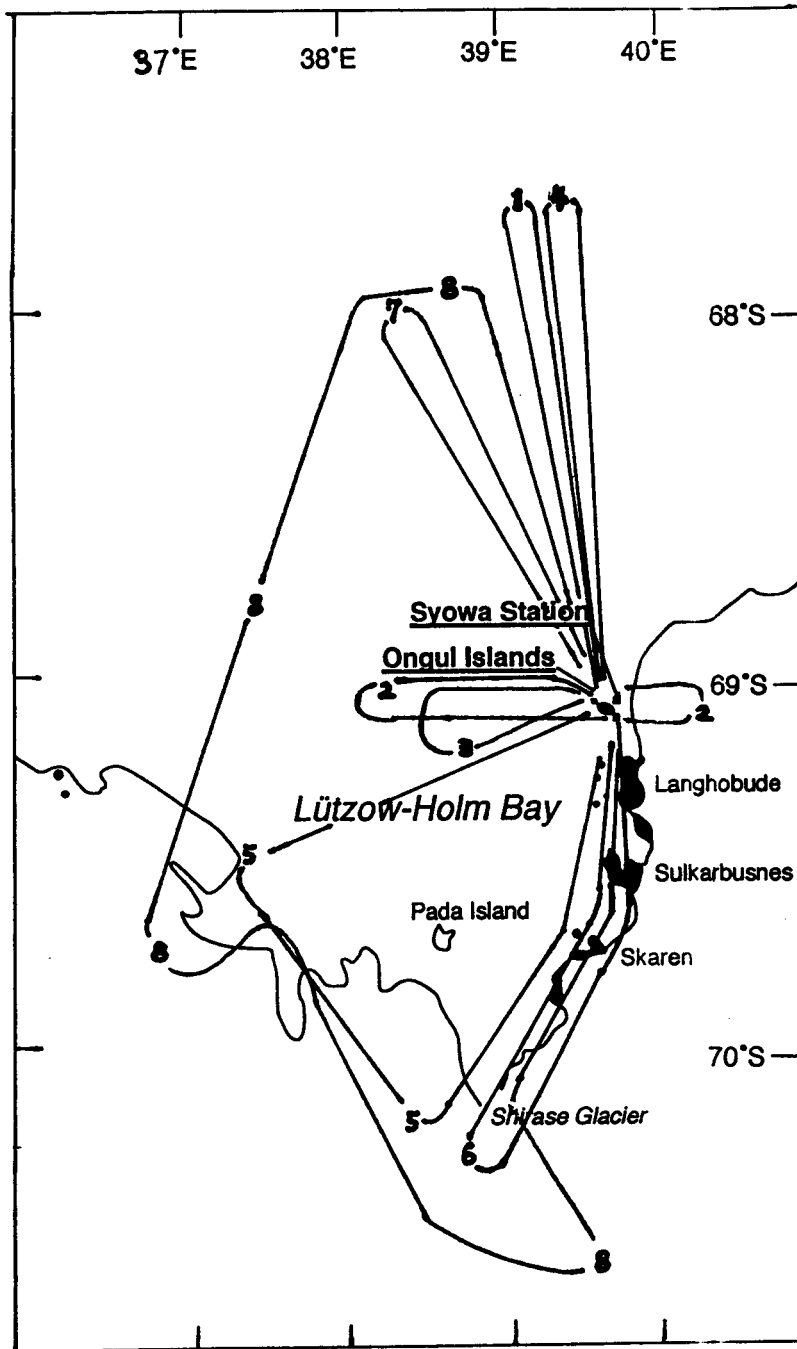 37°E 38°E 39°E 40°E
1 4
8
7
68°S
8
Syowa Station
Ongul Islands
69°S
2
2
3
Langhobude
Lützow-Holm Bay
5
Sulkarbusnes
Pada Island
8
Skaren
70°S
5
Shirase Glacier
6
8